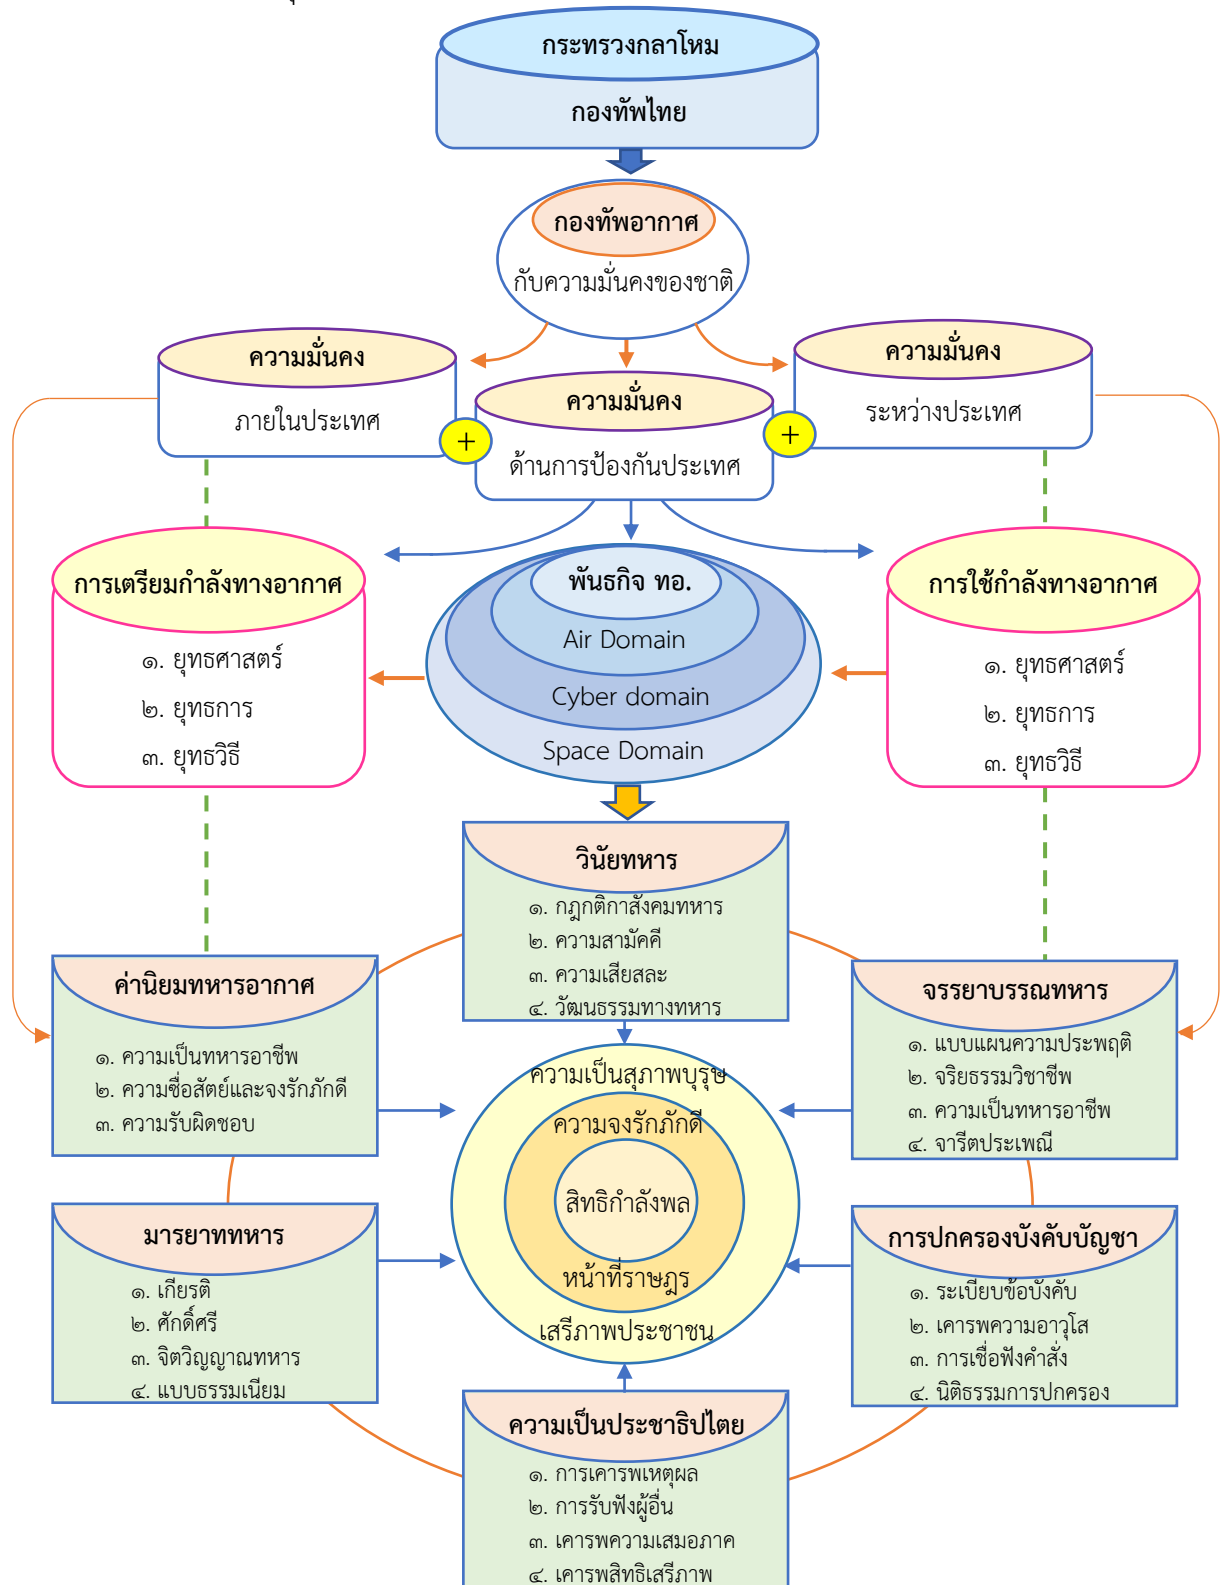 กระทรวงกลาโหม
กองทัพไทย
กองทัพอากาศ
กับความมั่นคงของชาติ
ความมั่นคง
ภายในประเทศ
ความมั่นคง
ด้านการป้องกันประเทศ
ความมั่นคง
ระหว่างประเทศ
+
+
การเตรียมกำลังทางอากาศ
๑. ยุทธศาสตร์
๒. ยุทธการ
๓. ยุทธวิธี
พันธกิจ ทอ.
Air Domain
Cyber domain
Space Domain
การใช้กำลังทางอากาศ
๑. ยุทธศาสตร์
๒. ยุทธการ
๓. ยุทธวิธี
วินัยทหาร
๑. กฎกติกาสังคมทหาร
๒. ความสามัคคี
๓. ความเสียสละ
๔. วัฒนธรรมทางทหาร
ค่านิยมทหารอากาศ
๑. ความเป็นทหารอาชีพ
๒. ความซื่อสัตย์และจงรักภักดี
๓. ความรับผิดชอบ
จรรยาบรรณทหาร
๑. แบบแผนความประพฤติ
๒. จริยธรรมวิชาชีพ
๓. ความเป็นทหารอาชีพ
๔. จารีตประเพณี
ความเป็นสุภาพบุรุษ
ความจงรักภักดี
สิทธิกำลังพล
หน้าที่ราษฎร
เสรีภาพประชาชน
มารยาททหาร
๑. เกียรติ
๒. ศักดิ์ศรี
๓. จิตวิญญาณทหาร
๔. แบบธรรมเนียม
การปกครองบังคับบัญชา
๑. ระเบียบข้อบังคับ
๒. เคารพความอาวุโส
๓. การเชื่อฟังคำสั่ง
๔. นิติธรรมการปกครอง
ความเป็นประชาธิปไตย
๑. การเคารพเหตุผล
๒. การรับฟังผู้อื่น
๓. เคารพความเสมอภาค
๔. เคารพสิทธิเสรีภาพ